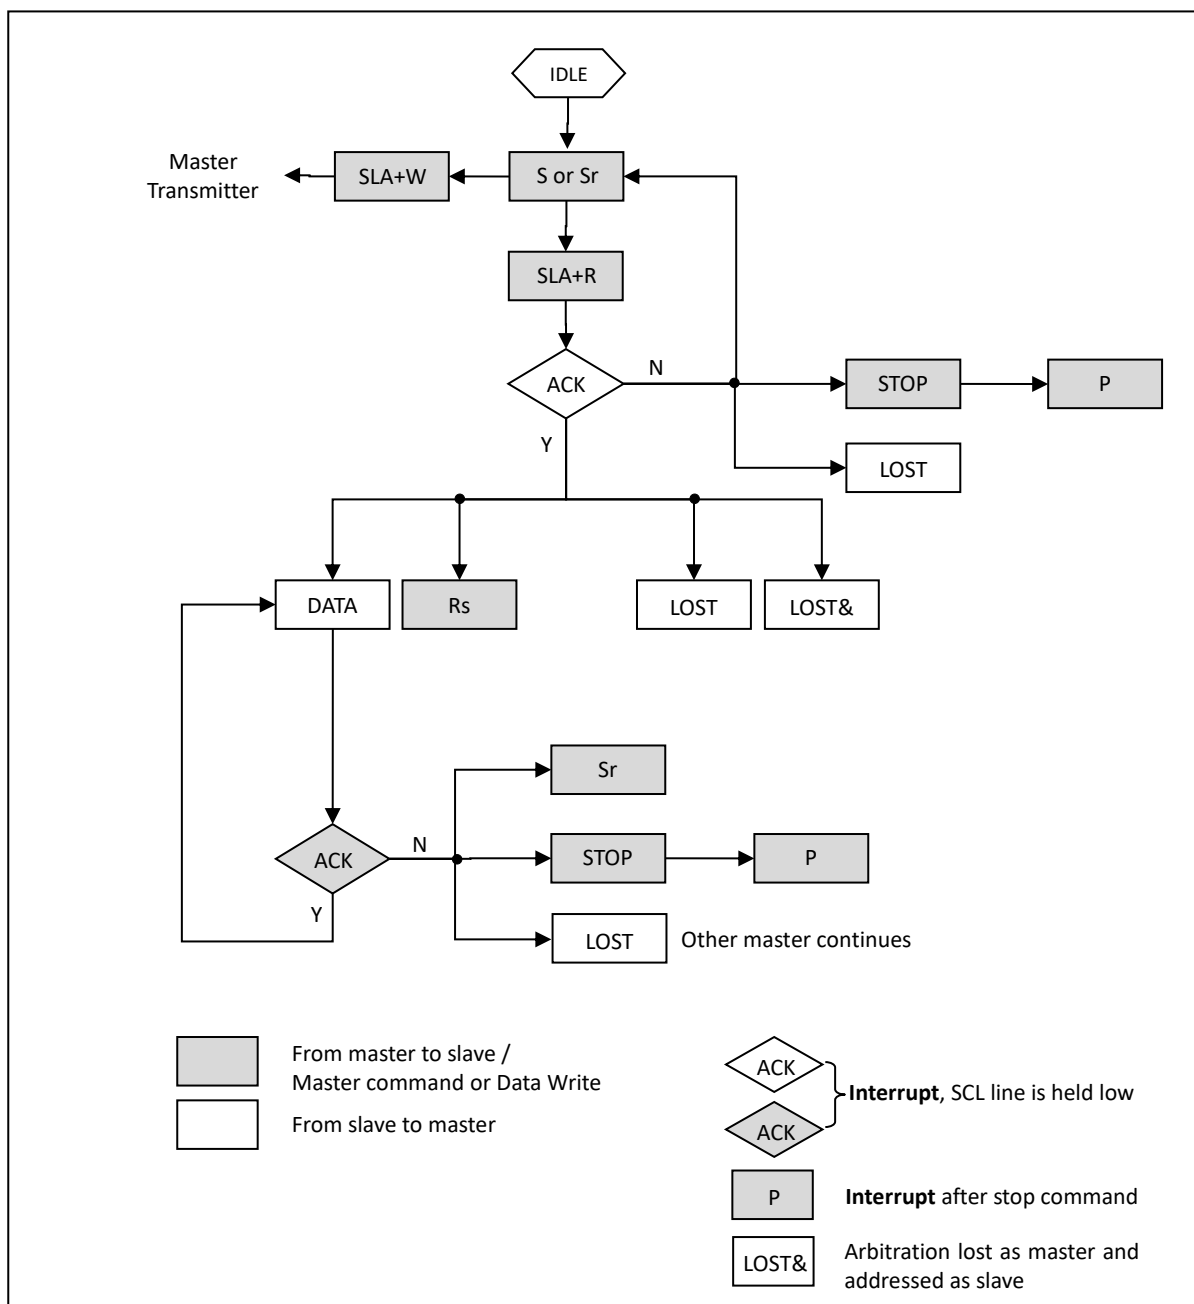 IDLE
Master
Transmitter
SLA+W
S or Sr
SLA+R
ACK
N
STOP
P
Y
LOST
DATA
Rs
LOST
LOST&
Sr
ACK
N
STOP
P
Y
LOST
Other master continues
From master to slave /
Master command or Data Write
From slave to master
ACK
Interrupt, SCL line is held low
ACK
P
Interrupt after stop command
LOST&
Arbitration lost as master and
addressed as slave